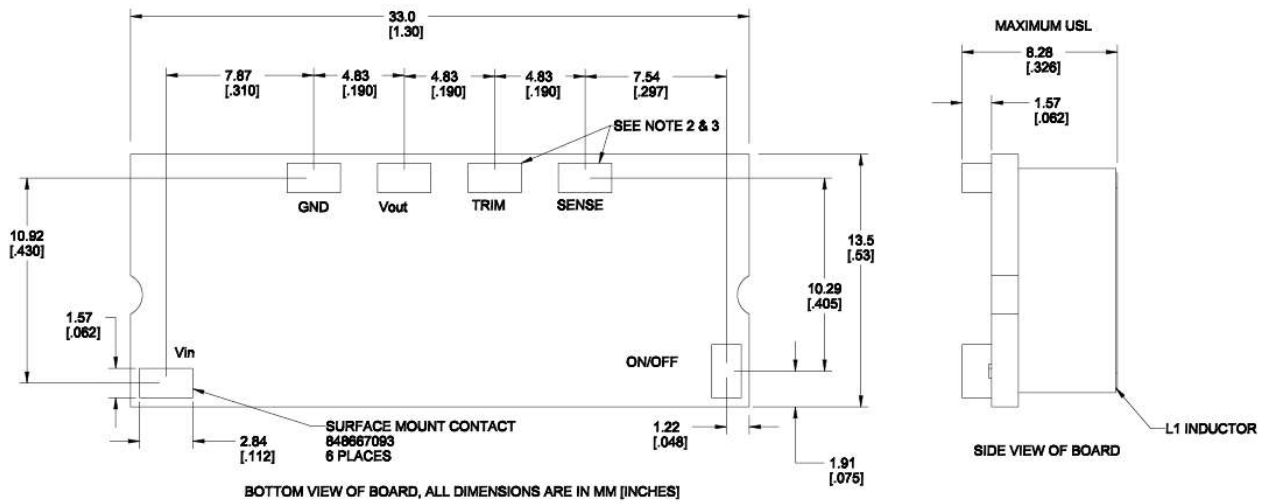 33.0
[1.30]
MAXIMUM USL
8.28
[.326]
7.87
[.310]
4.83
[.190]
4.83
[.190]
4.83
[.190]
7.54
[.297]
1.57
[.062]
SEE NOTE 2 & 3
GND
Vout
TRIM
SENSE
10.92
[.430]
13.5
[.53]
10.29
[.405]
1.57
[.062]
Vin
ON/OFF
SURFACE MOUNT CONTACT
848667093
6 PLACES
2.84
[.112]
1.22
[.048]
1.91
[.075]
L1 INDUCTOR
SIDE VIEW OF BOARD
BOTTOM VIEW OF BOARD, ALL DIMENSIONS ARE IN MM [INCHES]